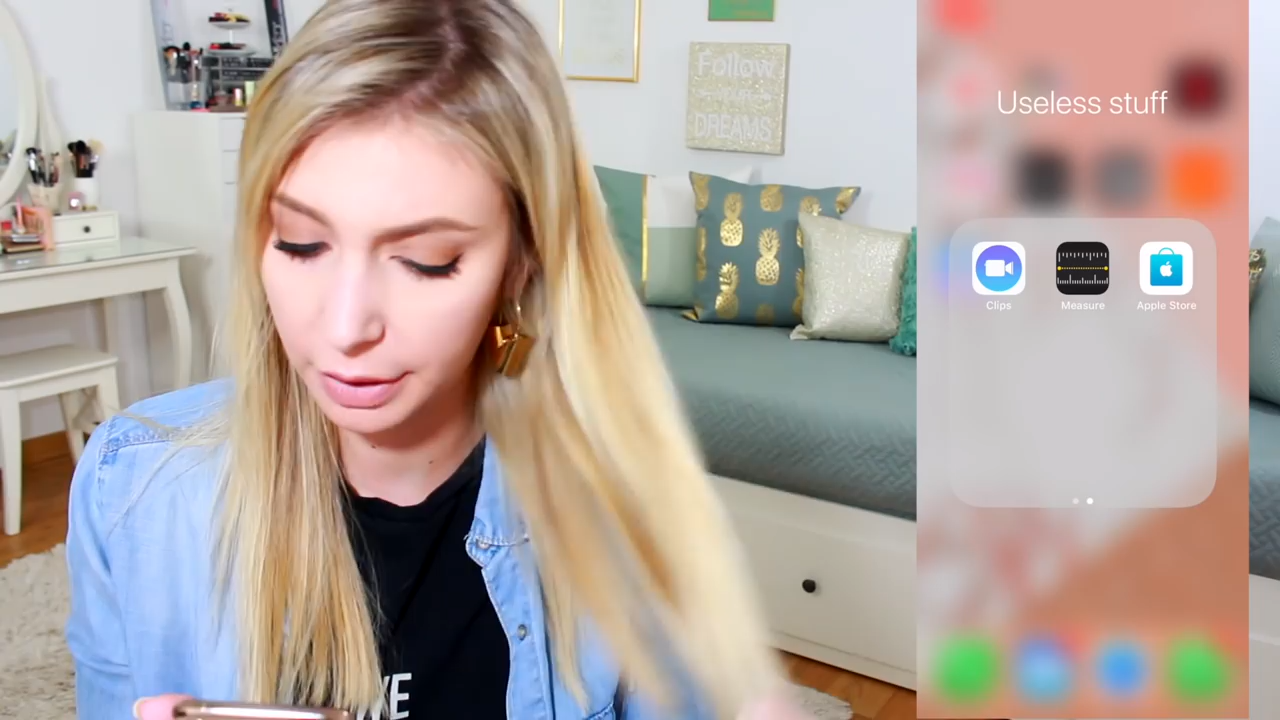 Follow
DREAMS
Useless stuff
Clips
Measure
Apple Store